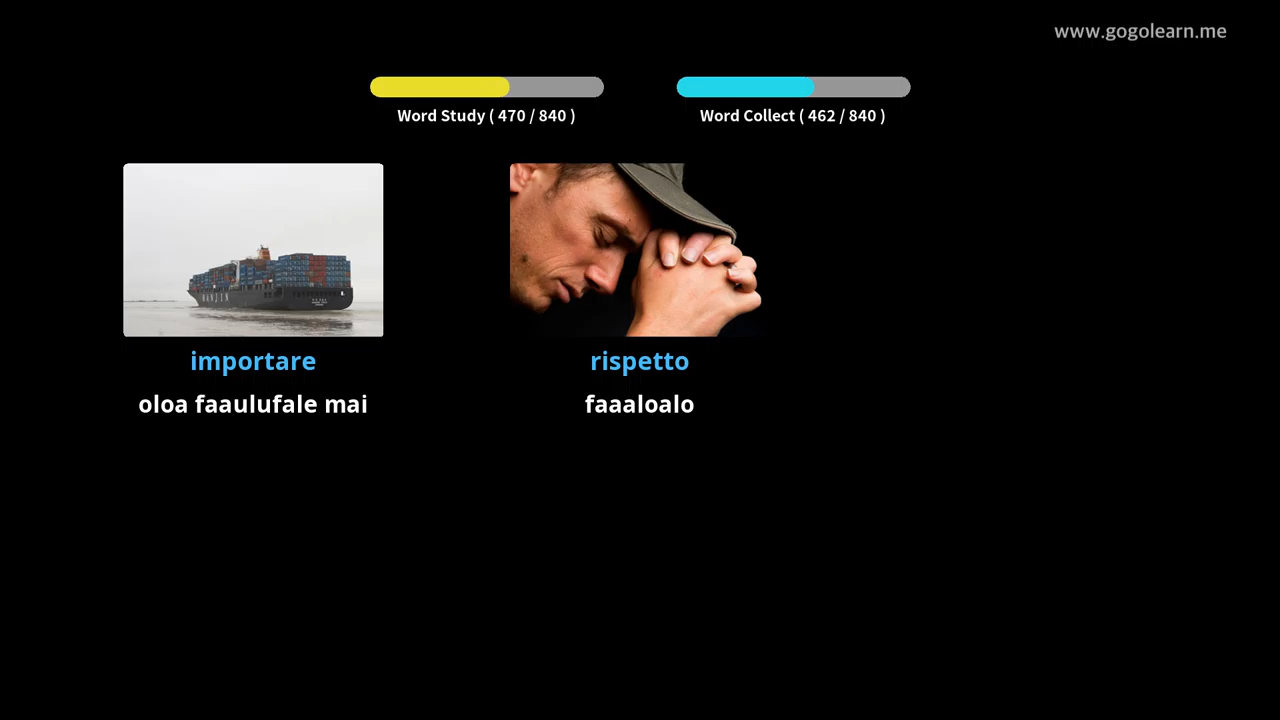 www.gogolearn.me
Word Study ( 470 / 840 )
Word Collect ( 462 / 840 )
importare
oloa faaulufale mai
rispetto
faaaloalo